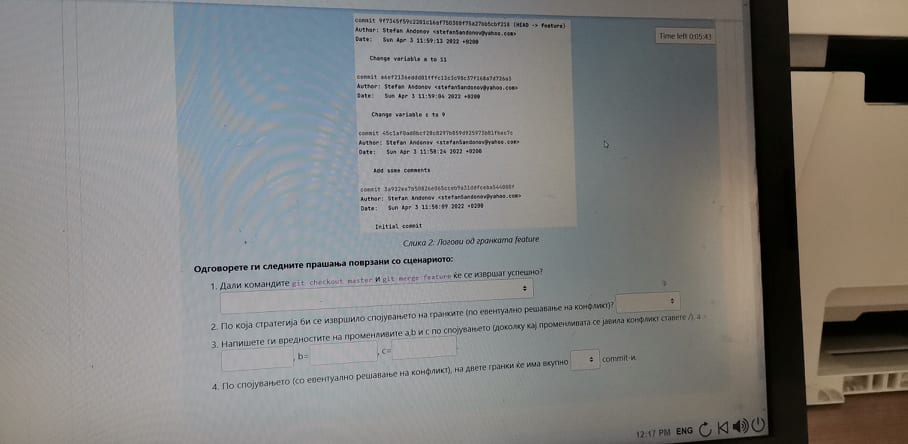 commit 9f7345f59c2201c16af750360f75a27bb5cbf218 (HEAD -> feature)
Author: Stefan Andonov <stefan5andonov@yahoo.com>
Date: Sun Apr 3 11:59:13 2022 +0200
Change variable a to 11
Time left 0:05:43
commit
Author: Stefan Andonov <stefan5andonov@yahoo.com>
Date: Sun Apr 3 11:59:04 2022 +0200
Change variable c to 9
commit
Author: Stefan Andonov <stefan5andonov@yahoo.com>
Date: Sun Apr 3 11:58:24 2022 +0200
Add some comments
commit
Author: Stefan Andonov <stefan5andonov@yahoo.com>
Date: Sun Apr 3 11:58:09 2022 +0200
Initial commit
Слика 2: Логови од гранката feature
Одговорете ги следните прашања поврзани со сценариото:
1. Дали командите git checkout master и git merge feature ќе се извршат успешно?
2. По која стратегија би се извршило спојувањето на гранките (по евентуално решавање на конфликт)?
3. Напишете ги вредностите на променливите a,b и c по спојувањето (доколку кај променливата се јавила конфликт ставете /). a =
, b= , c= .
4. По спојувањето (со евентуално решавање на конфликт), на двете гранки ќе има вкупно commit-и.
12:17 PM ENG